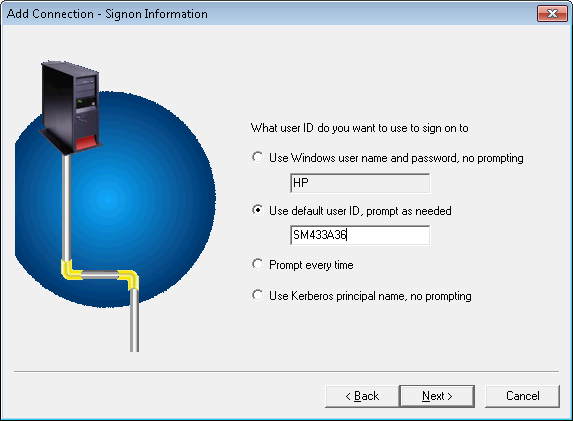 Add Connection - Signon Information
What user ID do you want to use to sign on to
Use Windows user name and password, no prompting
HP
Use default user ID, prompt as needed
SM433A36
Prompt every time
Use Kerberos principal name, no prompting
< Back
Next >
Cancel